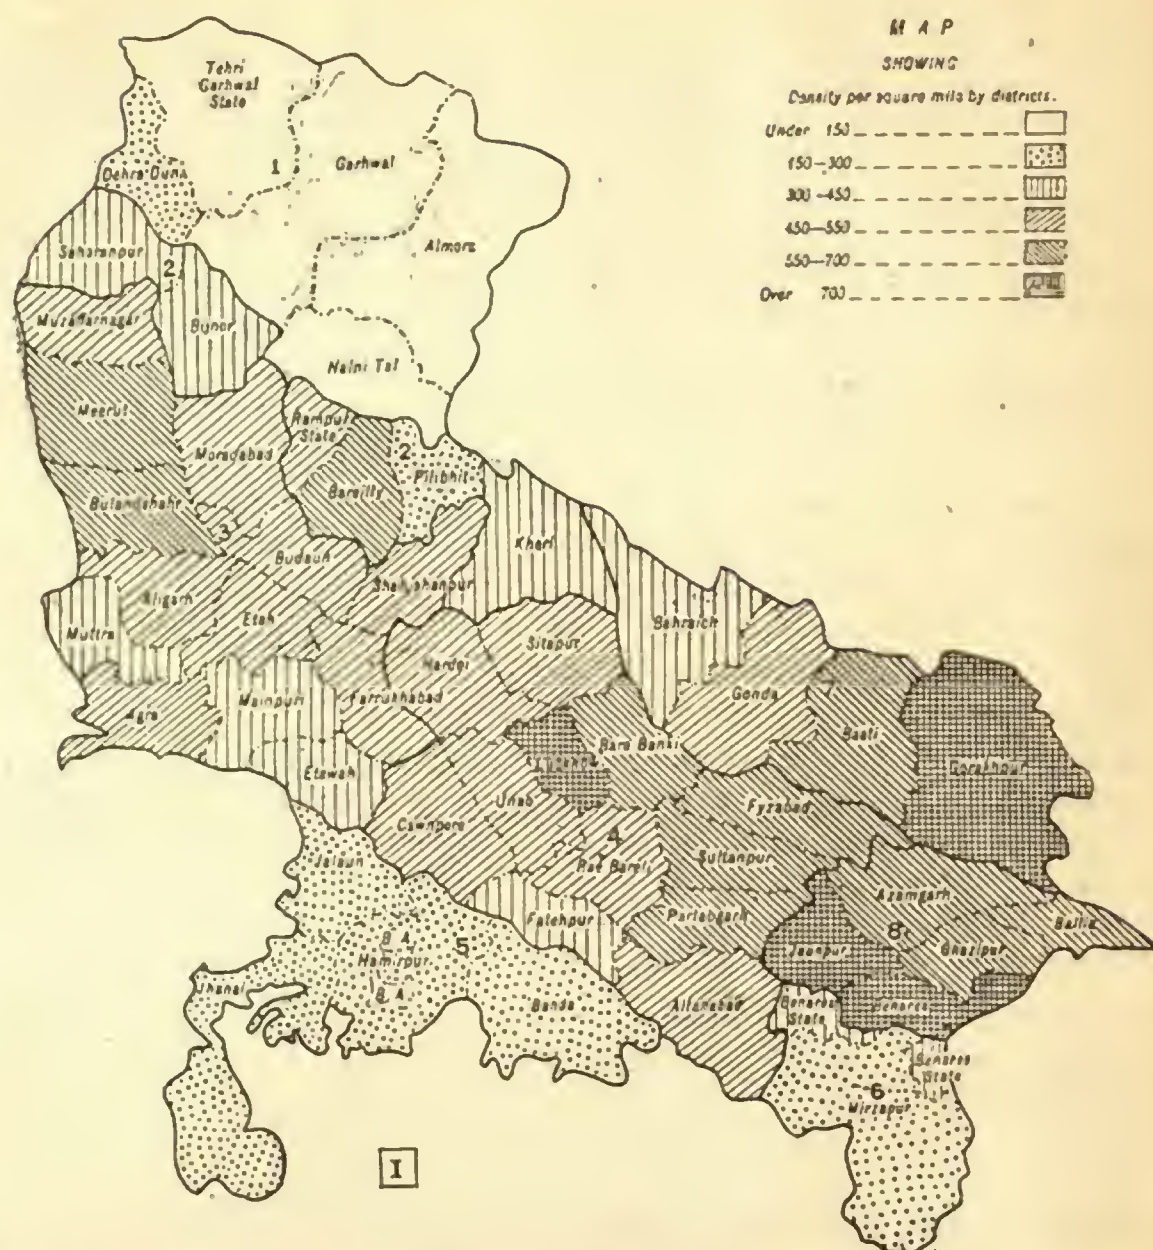 MAP
SHOWING
Density per square mile by districts.
Under 150
150—300
300—450
450—550
550—700
Over 700
Tehri
Garhwal
State
1
Garhwal
Dehra Duna
Almora
Saharanpur
2
Muzaffarnagar
Bijnor
Naini Tal
Meerut
Moradabad
Rampur
State
2
Pilibhit
Bareilly
Bulandshahr
3
Budaun
Kheri
Shahjahanpur
Aligarh
Etah
Muttra
Bahraich
Sitapur
Hardoi
Mainpuri
Farrukhabad
Gonda
Agra
Basti
Bara Banki
Gorakhpur
Etawah
Unao
Fyzabad
Cawnpore
4
Rae Bareli
Sultanpur
Jalaun
Azamgarh
Fatehpur
Partabgarh
Ballia
8
B A
5
Hamirpur
Jaunpur
Ghazipur
B A
Jhansi
Banda
Allahabad
Benares
State
Benares
Benares
State
6
Mirzapur
I